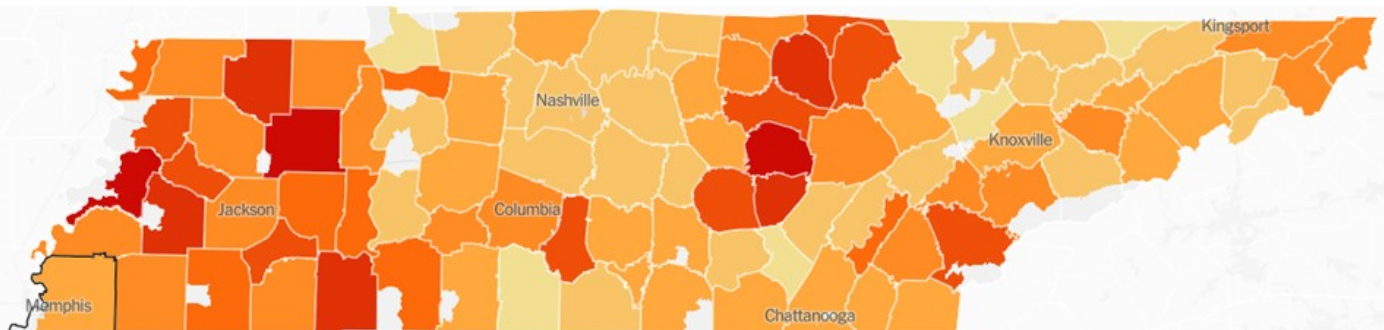 Kingsport
Nashville
Knoxville
Jackson
Columbia
Memphis
Chattanooga